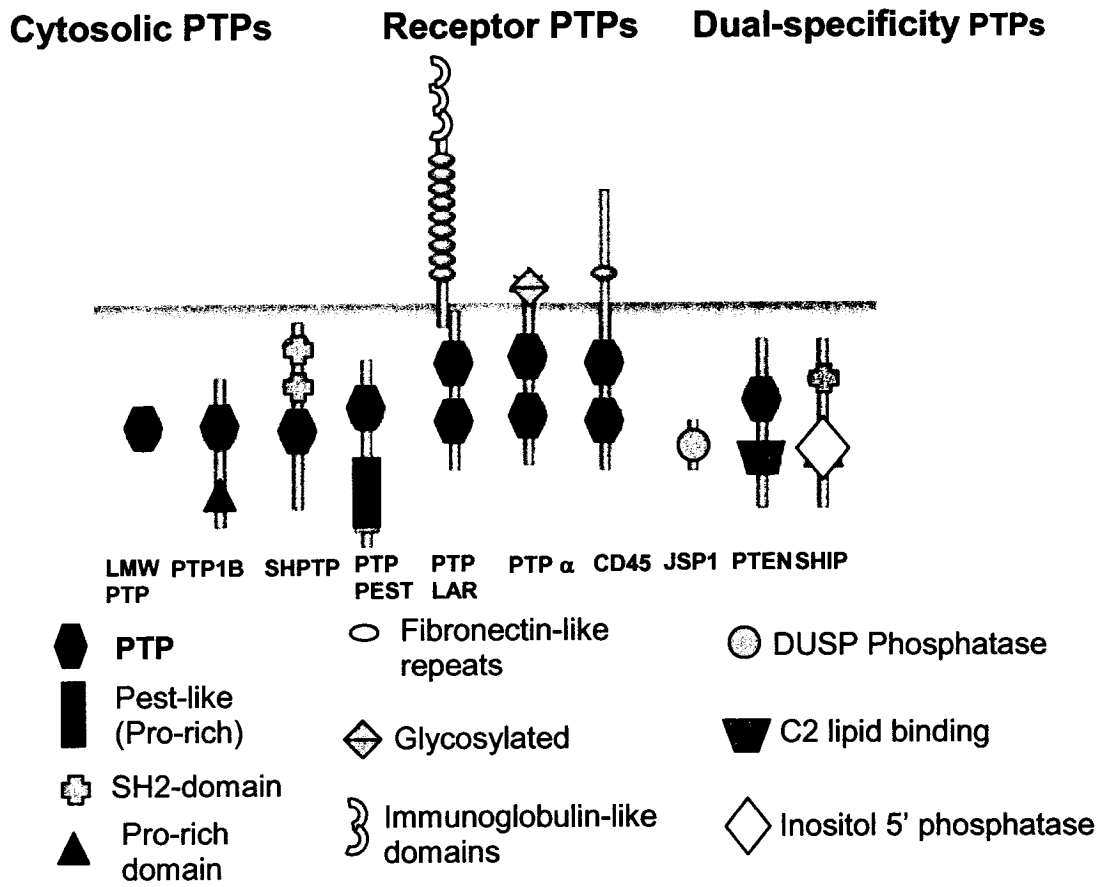 Cytosolic PTPs
Receptor PTPs
Dual-specificity PTPs
LMW PTP
PTP1B
SHPTP
PTP PEST
PTP LAR
PTP α
CD45
JSP1
PTEN
SHIP
PTP
Pest-like
(Pro-rich)
SH2-domain
Pro-rich
domain
Fibronectin-like
repeats
Glycosylated
Immunoglobulin-like
domains
DUSP Phosphatase
C2 lipid binding
Inositol 5' phosphatase